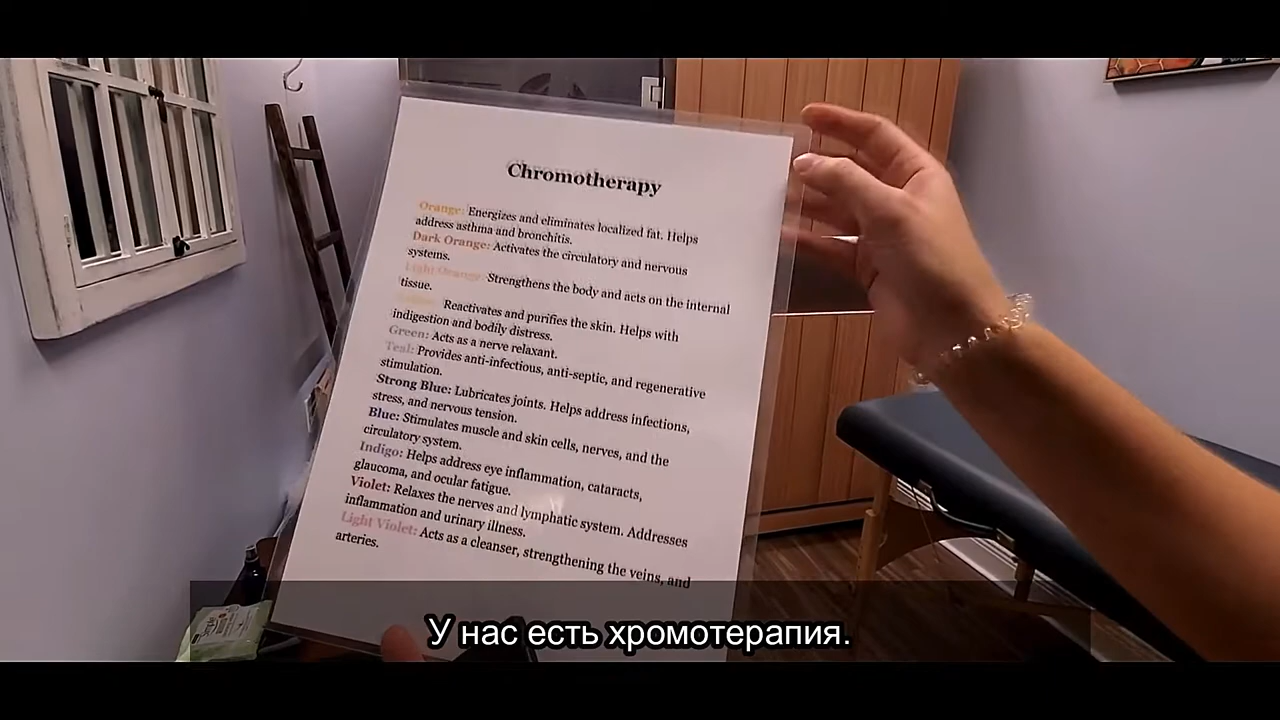 Chromotherapy
Orange: Energizes and eliminates localized fat. Helps
address asthma and bronchitis.
Dark Orange: Activates the circulatory and nervous
systems.
Light Orange: Strengthens the body and acts on the internal
tissue.
Reactivates and purifies the skin. Helps with
indigestion and bodily distress.
Green: Acts as a nerve relaxant.
Teal: Provides anti-infectious, anti-septic, and regenerative
stimulation.
Strong Blue: Lubricates joints. Helps address infections,
stress, and nervous tension.
Blue: Stimulates muscle and skin cells, nerves, and the
circulatory system.
Indigo: Helps address eye inflammation, cataracts,
glaucoma, and ocular fatigue.
Violet: Relaxes the nerves and lymphatic system. Addresses
inflammation and urinary illness.
Light Violet: Acts as a cleanser, strengthening the veins, and
arteries.
У нас есть хромотерапия.